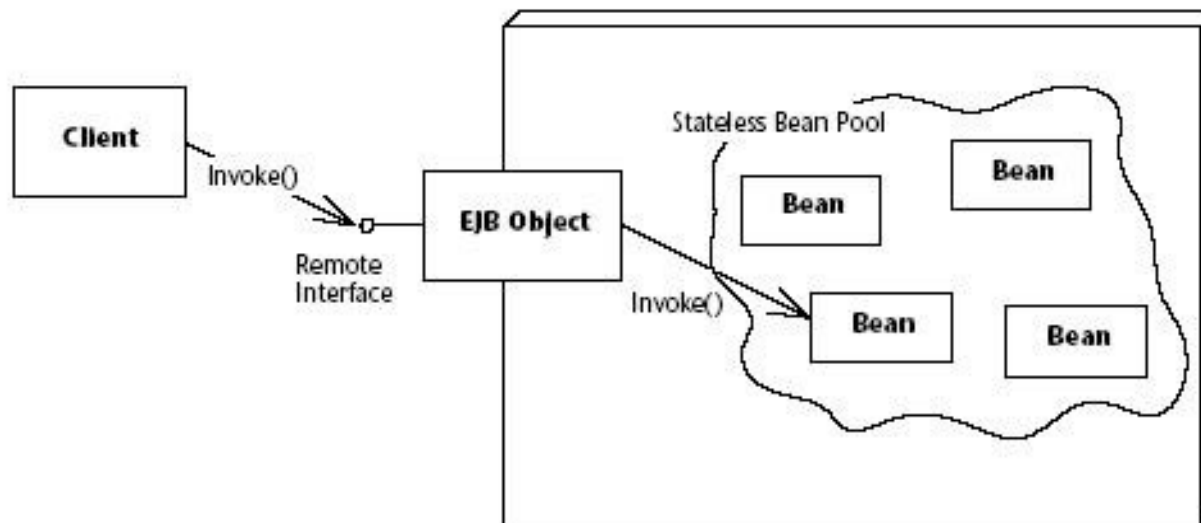 Client
Invoke()
Remote
Interface
EJB Object
Invoke()
Stateless Bean Pool
Bean
Bean
Bean
Bean